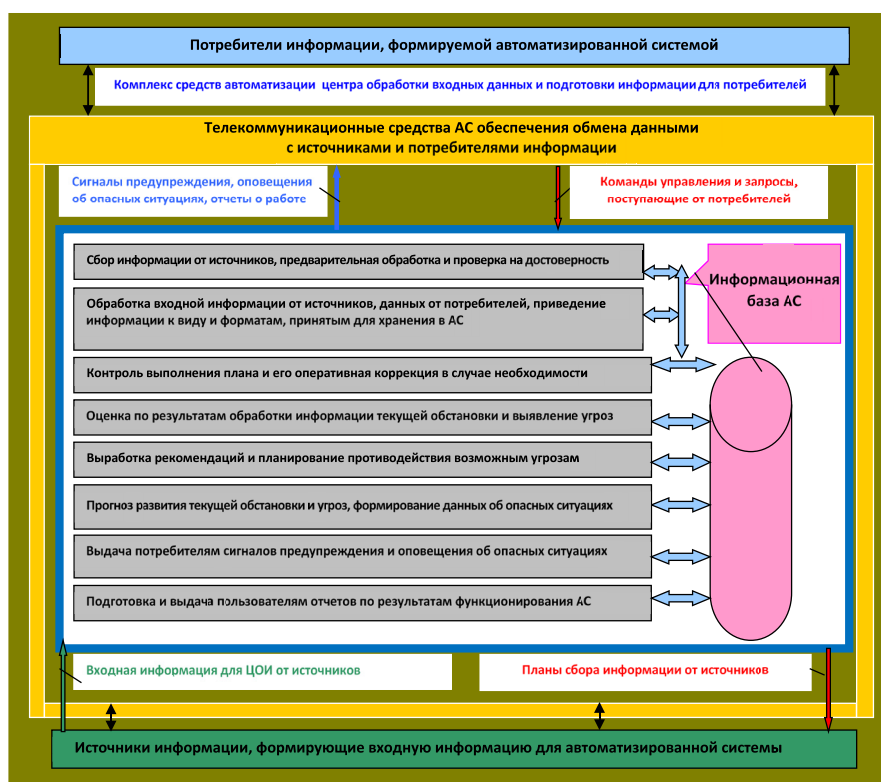 Потребители информации, формируемой автоматизированной системой
Комплекс средств автоматизации центра обработки входных данных и подготовки информации для потребителей
Телекоммуникационные средства АС обеспечения обмена данными
с источниками и потребителями информации
Сигналы предупреждения, оповещения
об опасных ситуациях, отчеты о работе
Команды управления и запросы,
поступающие от потребителей
Сбор информации от источников, предварительная обработка и проверка на достоверность
Информационная
база АС
Обработка входной информации от источников, данных от потребителей, приведение
информации к виду и форматам, принятым для хранения в АС
Контроль выполнения плана и его оперативная коррекция в случае необходимости
Оценка по результатам обработки информации текущей обстановки и выявление угроз
Выработка рекомендаций и планирование противодействия возможным угрозам
Прогноз развития текущей обстановки и угроз, формирование данных об опасных ситуациях
Выдача потребителям сигналов предупреждения и оповещения об опасных ситуациях
Подготовка и выдача пользователям отчетов по результатам функционирования АС
Входная информация для ЦОИ от источников
Планы сбора информации от источников
Источники информации, формирующие входную информацию для автоматизированной системы